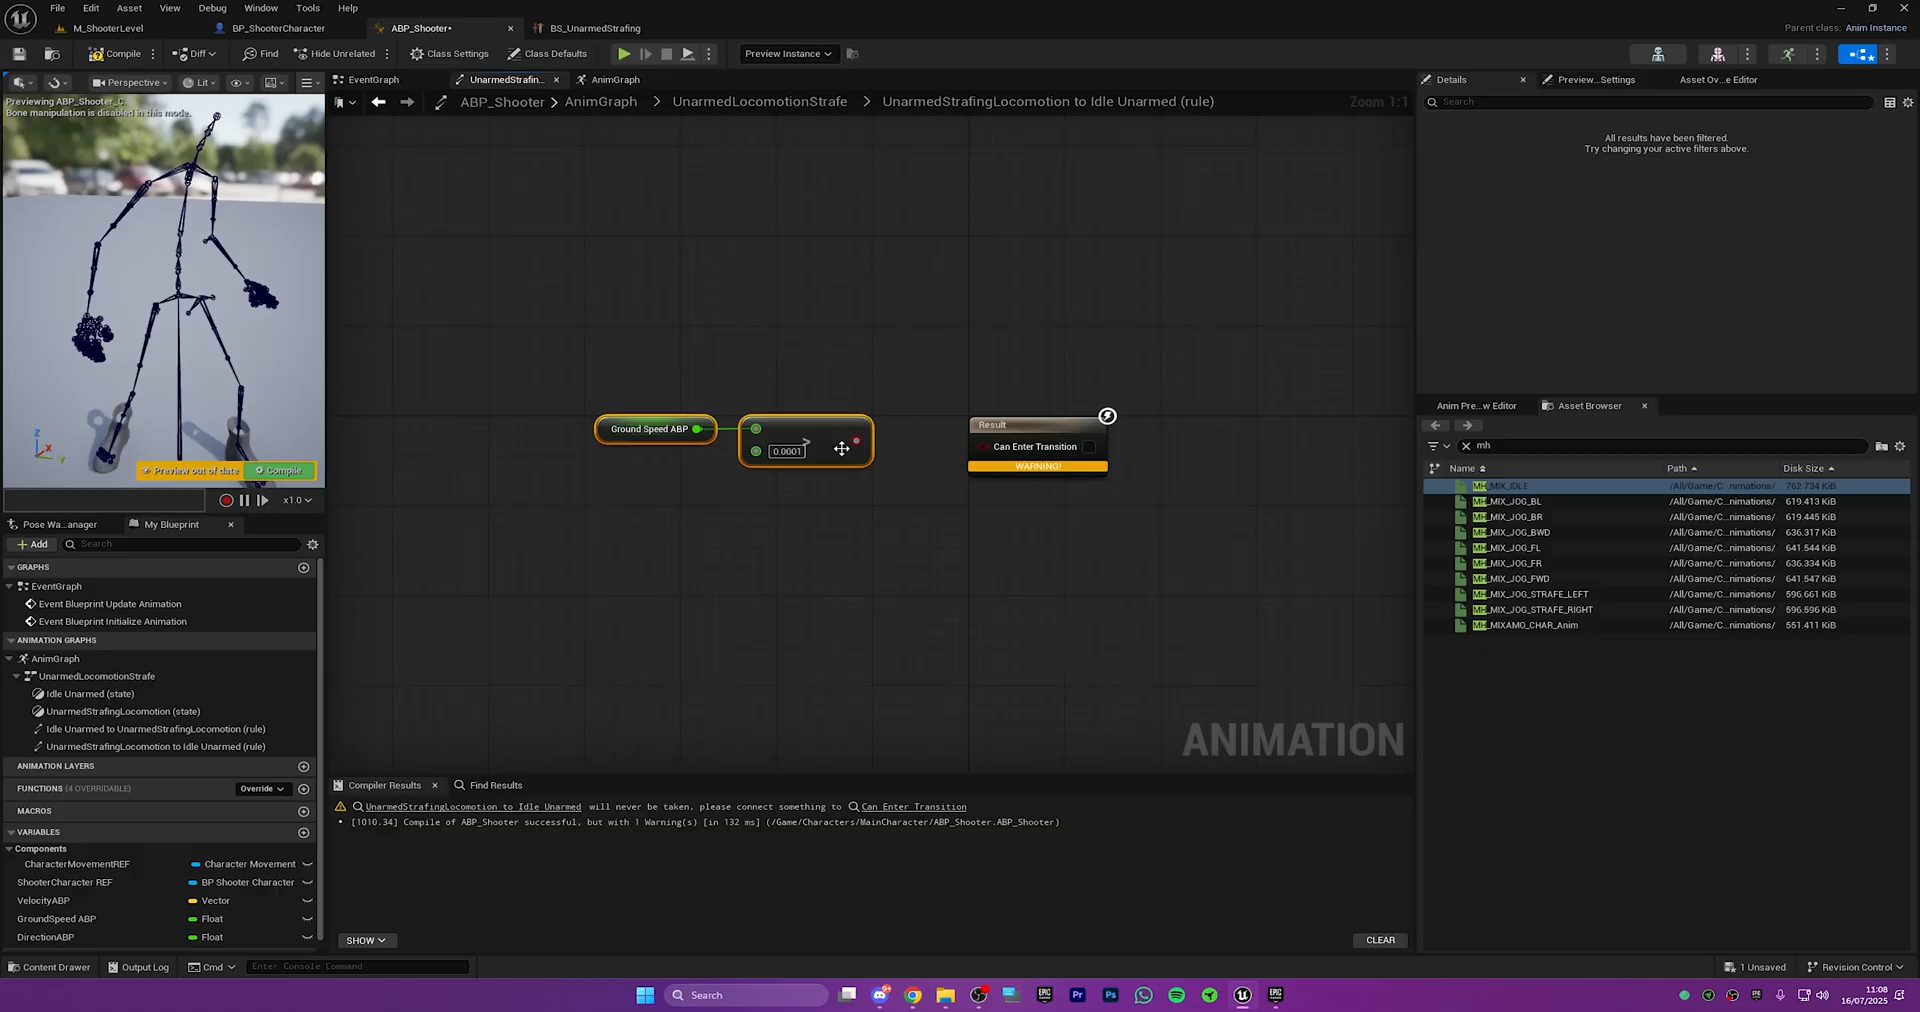 File Edit Asset View Debug Window Tools Help
M_ShooterLevel
BP_ShooterCharacter
ABP_Shooter•
BS_UnarmedStrafing
Parent class: Anim Instance
Compile
Diff
Find
Hide Unrelated
Class Settings
Class Defaults
Preview Instance
Perspective
Lit
Previewing ABP_Shooter_C.
Bone manipulation is disabled in this mode.
Preview out of date
Compile
x1.0
EventGraph
UnarmedStrafin...
AnimGraph
ABP_Shooter > AnimGraph > UnarmedLocomotionStrafe > UnarmedStrafingLocomotion to Idle Unarmed (rule)
Zoom 1:1
Ground Speed ABP
>
0.0001
Result
Can Enter Transition
WARNING!
ANIMATION
Details
Preview...Settings
Asset Ov...e Editor
Search
All results have been filtered.
Try changing your active filters above.
Anim Pre...w Editor
Asset Browser
mh
Name Path Disk Size
MH_MIX_IDLE /All/Game/C...nimations/ 762.734 KiB
MH_MIX_JOG_BL /All/Game/C...nimations/ 619.413 KiB
MH_MIX_JOG_BR /All/Game/C...nimations/ 619.445 KiB
MH_MIX_JOG_BWD /All/Game/C...nimations/ 636.317 KiB
MH_MIX_JOG_FL /All/Game/C...nimations/ 641.544 KiB
MH_MIX_JOG_FR /All/Game/C...nimations/ 636.334 KiB
MH_MIX_JOG_FWD /All/Game/C...nimations/ 641.547 KiB
MH_MIX_JOG_STRAFE_LEFT /All/Game/C...nimations/ 596.661 KiB
MH_MIX_JOG_STRAFE_RIGHT /All/Game/C...nimations/ 596.596 KiB
MH_MIXAMO_CHAR_Anim /All/Game/C...nimations/ 551.411 KiB
Pose Wa...anager
My Blueprint
Add
Search
GRAPHS
EventGraph
Event Blueprint Update Animation
Event Blueprint Initialize Animation
ANIMATION GRAPHS
AnimGraph
UnarmedLocomotionStrafe
Idle Unarmed (state)
UnarmedStrafingLocomotion (state)
Idle Unarmed to UnarmedStrafingLocomotion (rule)
UnarmedStrafingLocomotion to Idle Unarmed (rule)
ANIMATION LAYERS
FUNCTIONS (4 OVERRIDABLE) Override
MACROS
VARIABLES
Components
CharacterMovementREF Character Movement
ShooterCharacter REF BP Shooter Character
VelocityABP Vector
GroundSpeed ABP Float
DirectionABP Float
Compiler Results
Find Results
UnarmedStrafingLocomotion to Idle Unarmed will never be taken, please connect something to Can Enter Transition
[1010.34] Compile of ABP_Shooter successful, but with 1 Warning(s) [in 132 ms] (/Game/Characters/MainCharacter/ABP_Shooter.ABP_Shooter)
SHOW
CLEAR
Content Drawer
Output Log
Cmd
Enter Console Command
1 Unsaved
Revision Control
Search
11:08
16/07/2025